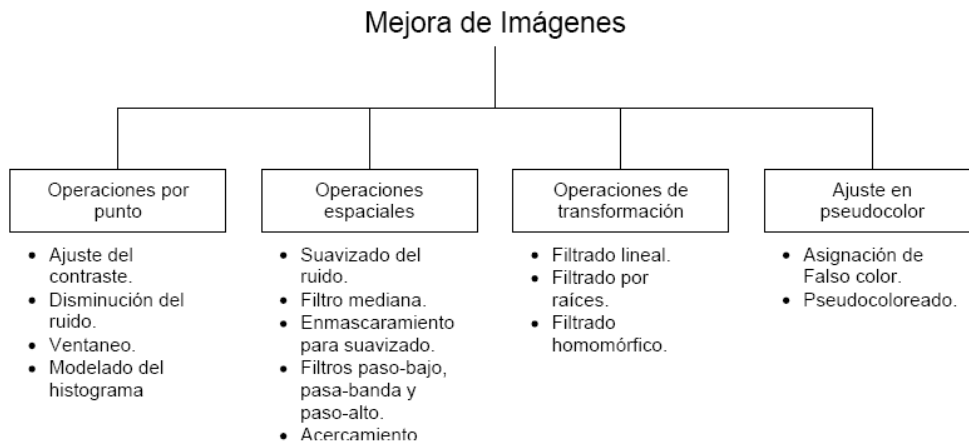 Mejora de Imágenes
Operaciones por
punto
• Ajuste del
contraste.
• Disminución del
ruido.
• Ventaneo.
• Modelado del
histograma
Operaciones
espaciales
• Suavizado del
ruido.
• Filtro mediana.
• Enmascaramiento
para suavizado.
• Filtros paso-bajo,
pasa-banda y
paso-alto.
• Acercamiento
Operaciones de
transformación
• Filtrado lineal.
• Filtrado por
raíces.
• Filtrado
homomórfico.
Ajuste en
pseudocolor
• Asignación de
Falso color.
• Pseudocoloreado.